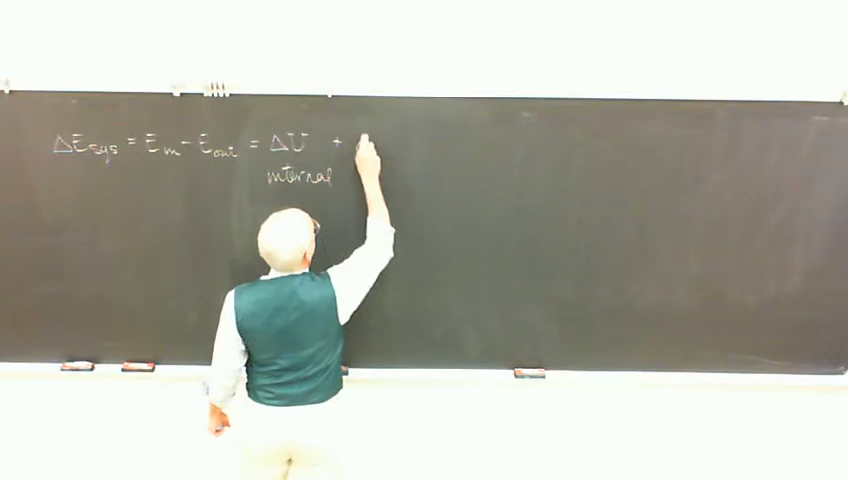 ΔE sys = E in - E out = ΔU +
internal